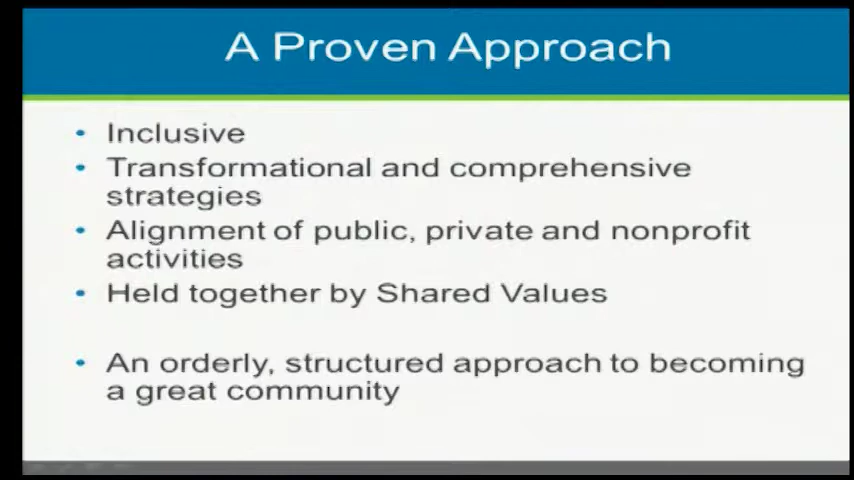 A Proven Approach
• Inclusive
• Transformational and comprehensive
strategies
• Alignment of public, private and nonprofit
activities
• Held together by Shared Values
• An orderly, structured approach to becoming
a great community